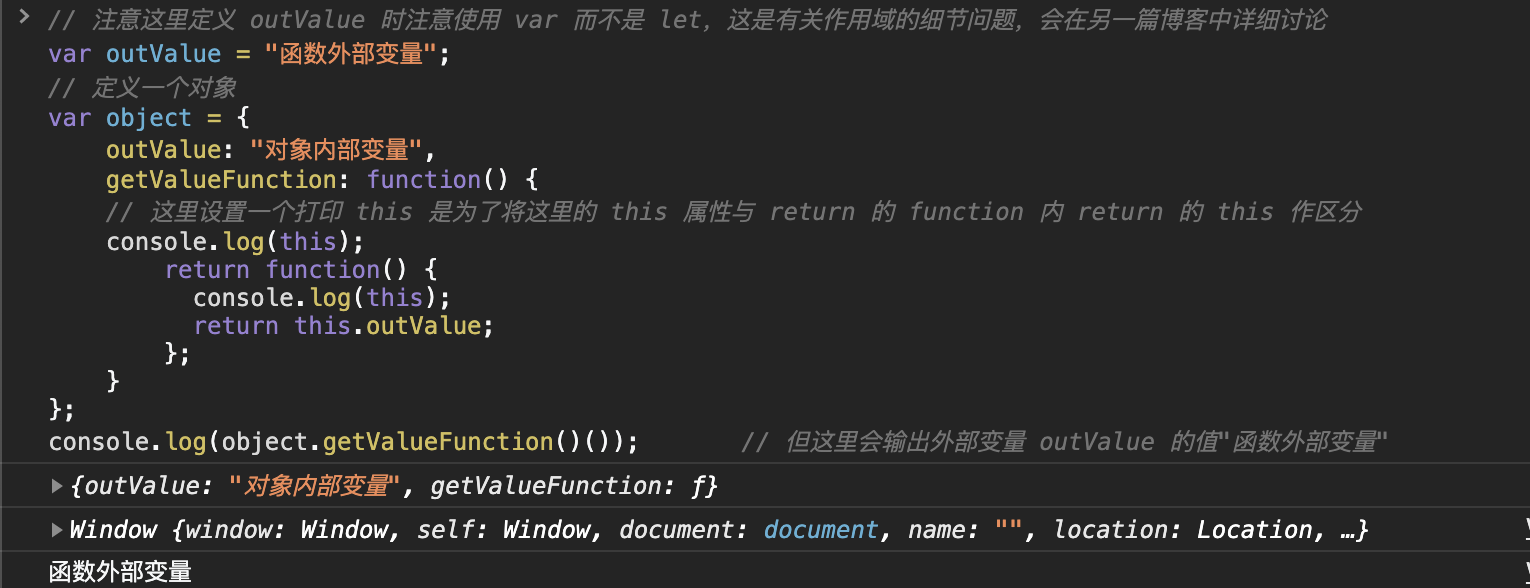 > // 注意这里定义 outValue 时注意使用 var 而不是 let，这是有关作用域的细节问题，会在另一篇博客中详细讨论
var outValue = "函数外部变量";
// 定义一个对象
var object = {
    outValue: "对象内部变量",
    getValueFunction: function() {
    // 这里设置一个打印 this 是为了将这里的 this 属性与 return 的 function 内 return 的 this 作区分
    console.log(this);
        return function() {
          console.log(this);
          return this.outValue;
        };
    }
};
console.log(object.getValueFunction()());       // 但这里会输出外部变量 outValue 的值"函数外部变量"
▶{outValue: "对象内部变量", getValueFunction: ƒ}
▶Window {window: Window, self: Window, document: document, name: "", location: Location, …}
函数外部变量